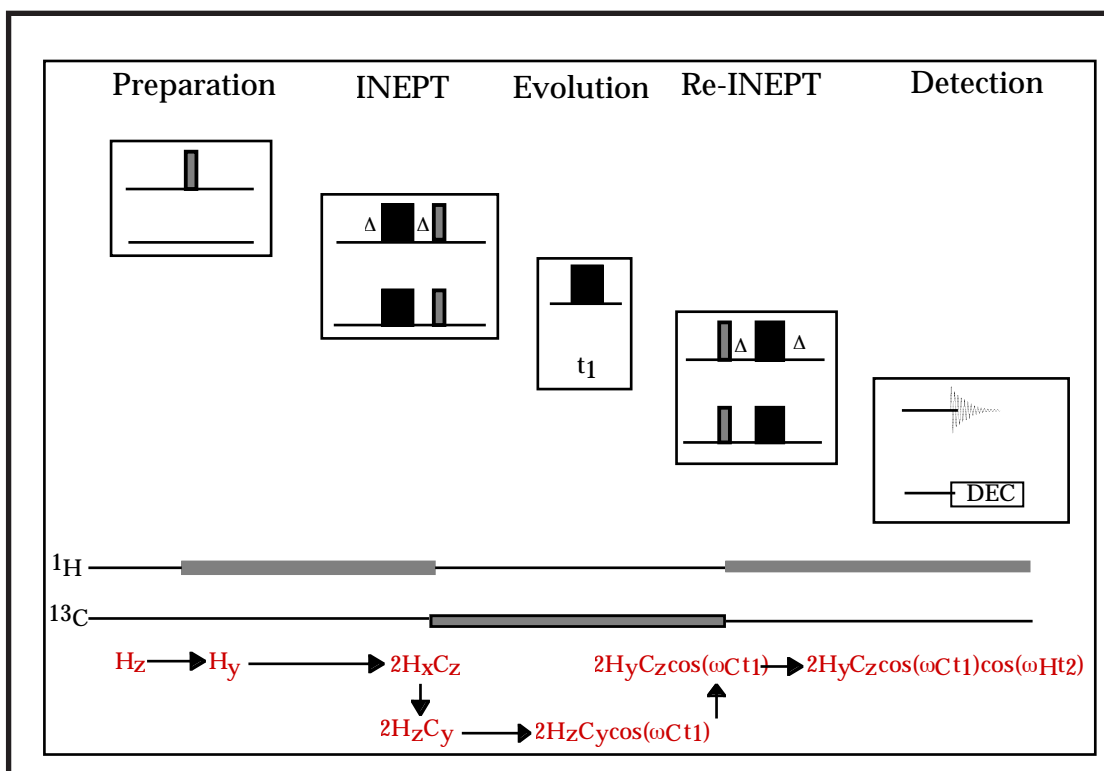 Preparation INEPT Evolution Re-INEPT Detection
Δ Δ
t1
Δ Δ
DEC
1H
13C
Hz Hy 2HxCz 2HyCzcos(ωCt1) 2HyCzcos(ωCt1)cos(ωHt2)
2HzCy 2HzCycos(ωCt1)